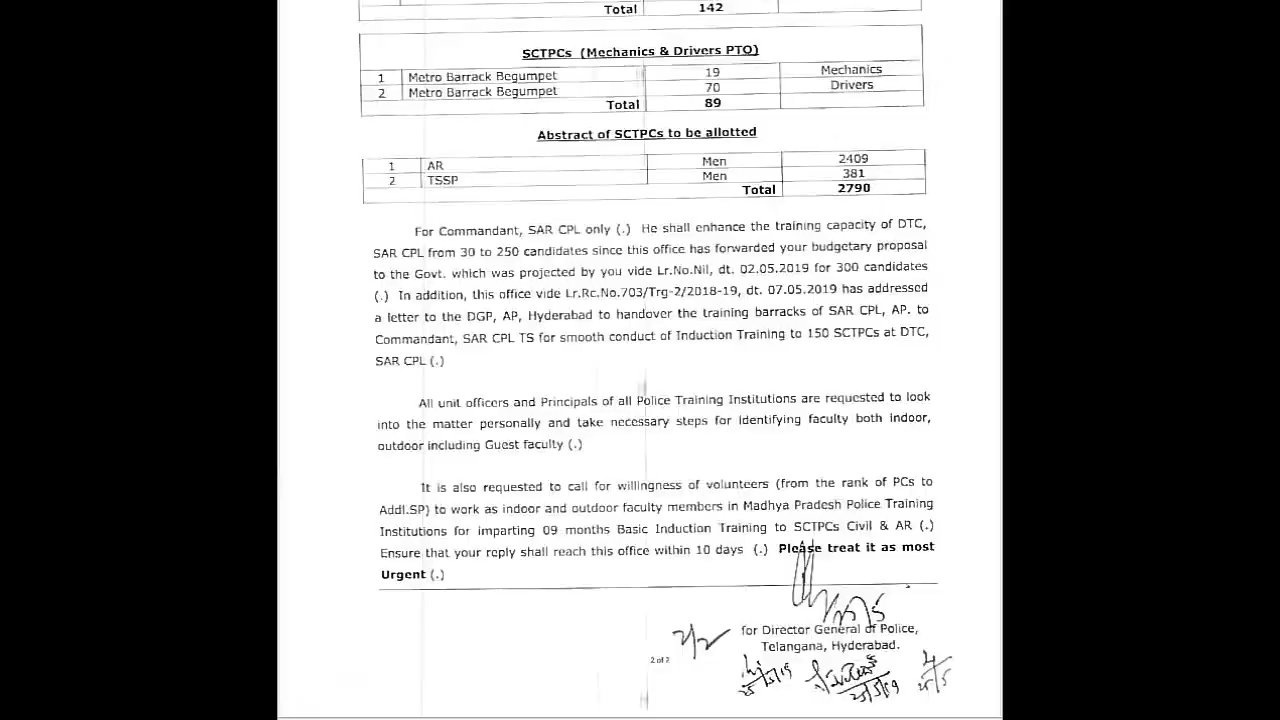 Total 142
SCTPCs (Mechanics & Drivers PTO)
1 Metro Barrack Begumpet 19 Mechanics
2 Metro Barrack Begumpet 70 Drivers
Total 89
Abstract of SCTPCs to be allotted
1 AR Men 2409
2 TSSP Men 381
Total 2790
For Commandant, SAR CPL only (.) He shall enhance the training capacity of DTC,
SAR CPL from 30 to 250 candidates since this office has forwarded your budgetary proposal
to the Govt. which was projected by you vide Lr.No.Nil, dt. 02.05.2019 for 300 candidates
(.) In addition, this office vide Lr.Rc.No.703/Trg-2/2018-19, dt. 07.05.2019 has addressed
a letter to the DGP, AP, Hyderabad to handover the training barracks of SAR CPL, AP. to
Commandant, SAR CPL TS for smooth conduct of Induction Training to 150 SCTPCs at DTC,
SAR CPL (.)
All unit officers and Principals of all Police Training Institutions are requested to look
into the matter personally and take necessary steps for identifying faculty both indoor,
outdoor including Guest faculty (.)
It is also requested to call for willingness of volunteers (from the rank of PCs to
Addl.SP) to work as indoor and outdoor faculty members in Madhya Pradesh Police Training
Institutions for imparting 09 months Basic Induction Training to SCTPCs Civil & AR (.)
Ensure that your reply shall reach this office within 10 days (.) Please treat it as most
Urgent (.)
for Director General of Police,
Telangana, Hyderabad.
2 of 2
25/5/19
25/5/19
25/5